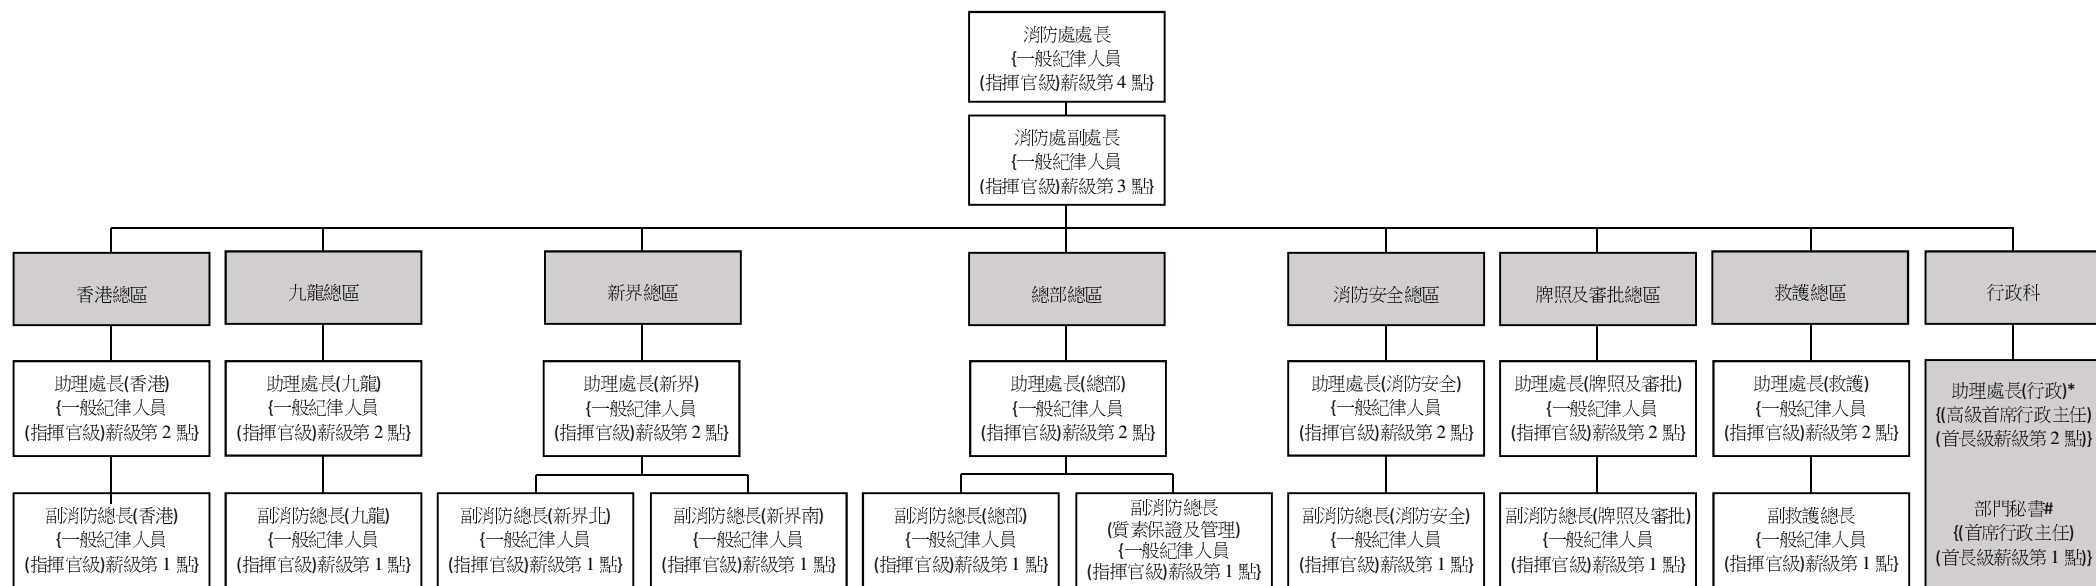 消防處處長
{一般紀律人員
(指揮官級)薪級第 4 點}
消防處副處長
{一般紀律人員
(指揮官級)薪級第 3 點}
香港總區
九龍總區
新界總區
總部總區
消防安全總區
牌照及審批總區
救護總區
行政科
助理處長(香港)
{一般紀律人員
(指揮官級)薪級第 2 點}
助理處長(九龍)
{一般紀律人員
(指揮官級)薪級第 2 點}
助理處長(新界)
{一般紀律人員
(指揮官級)薪級第 2 點}
助理處長(總部)
{一般紀律人員
(指揮官級)薪級第 2 點}
助理處長(消防安全)
{一般紀律人員
(指揮官級)薪級第 2 點}
助理處長(牌照及審批)
{一般紀律人員
(指揮官級)薪級第 2 點}
助理處長(救護)
{一般紀律人員
(指揮官級)薪級第 2 點}
助理處長(行政)*
{(高級首席行政主任)
(首長級薪級第 2 點)}
副消防總長(香港)
{一般紀律人員
(指揮官級)薪級第 1 點}
副消防總長(九龍)
{一般紀律人員
(指揮官級)薪級第 1 點}
副消防總長(新界北)
{一般紀律人員
(指揮官級)薪級第 1 點}
副消防總長(新界南)
{一般紀律人員
(指揮官級)薪級第 1 點}
副消防總長(總部)
{一般紀律人員
(指揮官級)薪級第 1 點}
副消防總長
(質素保證及管理)
{一般紀律人員
(指揮官級)薪級第 1 點}
副消防總長(消防安全)
{一般紀律人員
(指揮官級)薪級第 1 點}
副消防總長(牌照及審批)
{一般紀律人員
(指揮官級)薪級第 1 點}
副救護總長
{一般紀律人員
(指揮官級)薪級第 1 點}
部門秘書#
{(首席行政主任)
(首長級薪級第 1 點)}